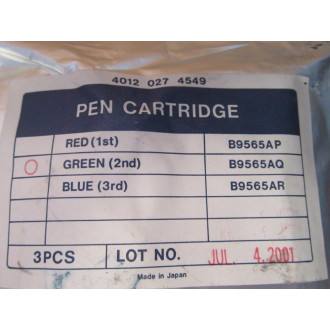 4012 027 4549
PEN CARTRIDGE
RED (1st) B9565AP
O GREEN (2nd) B9565AQ
BLUE (3rd) B9565AR
3PCS LOT NO. JUL. 4.2001
Made in Japan